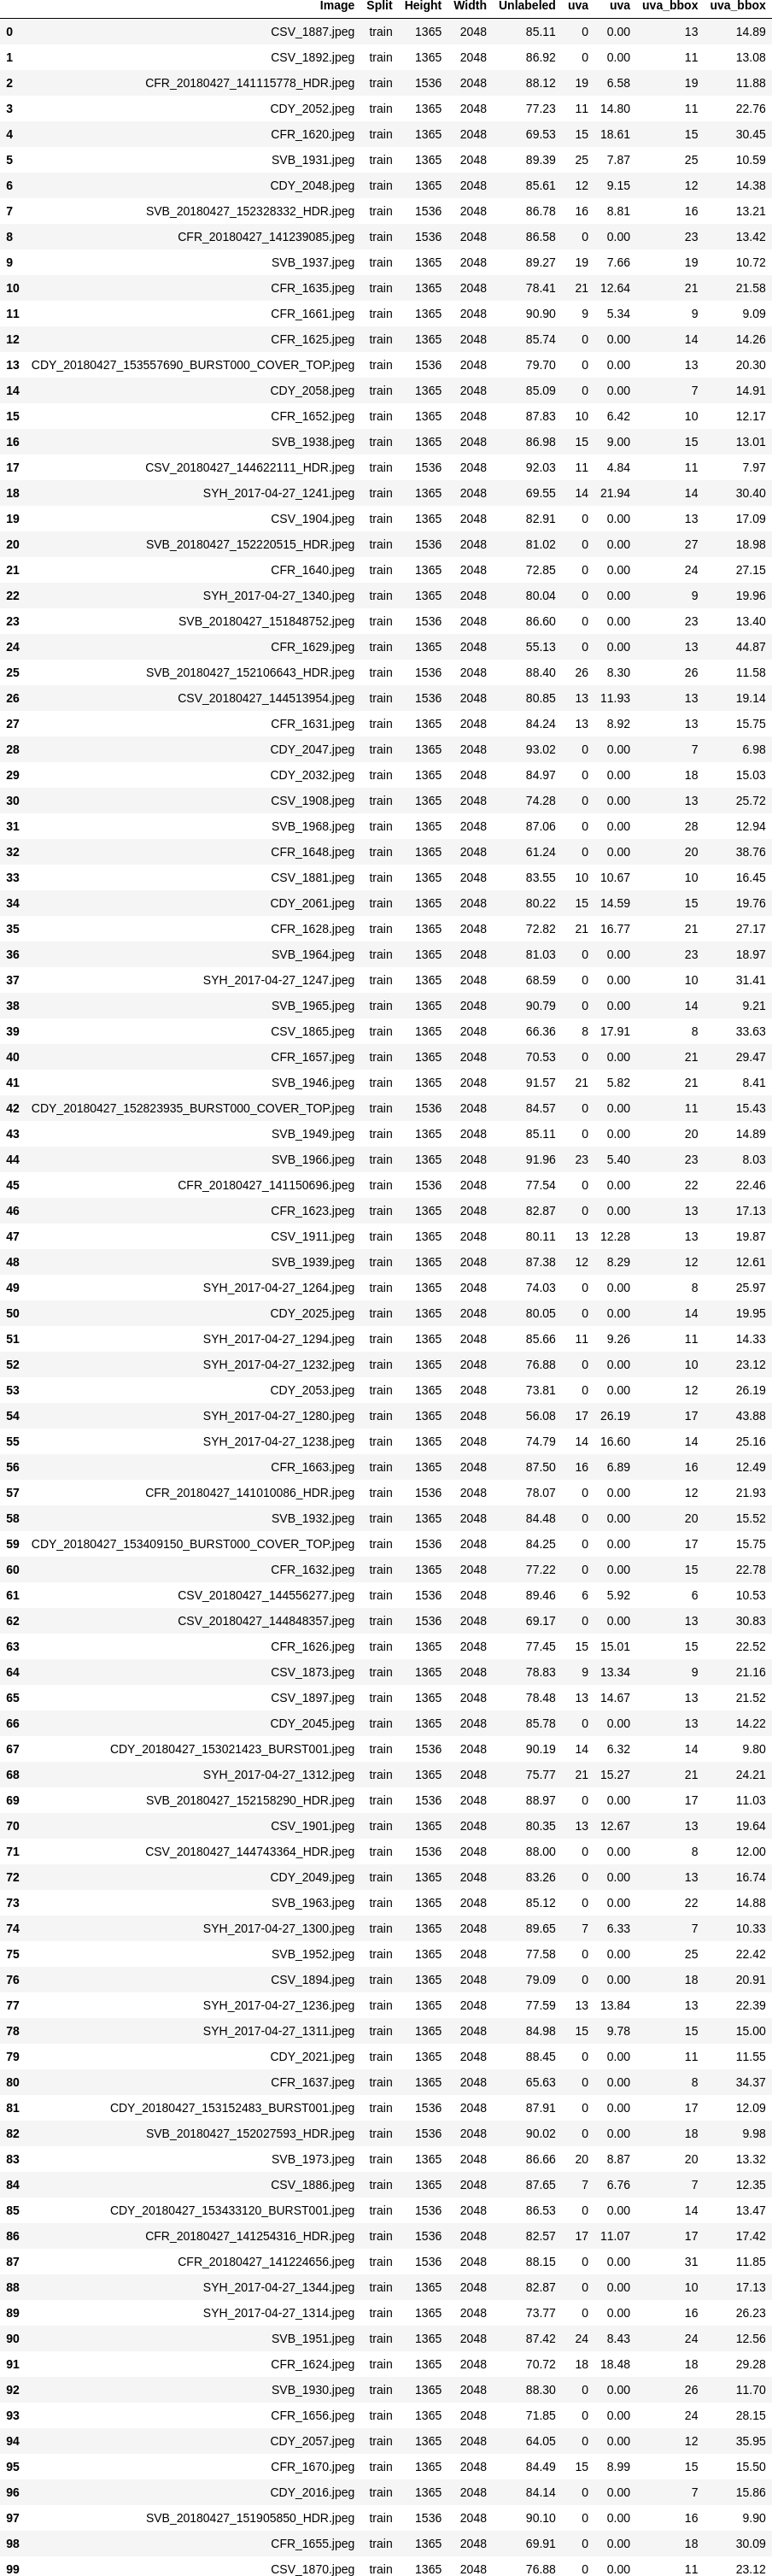 Image Split Height Width Unlabeled uva uva uva_bbox uva_bbox
0 CSV_1887.jpeg train 1365 2048 85.11 0 0.00 13 14.89
1 CSV_1892.jpeg train 1365 2048 86.92 0 0.00 11 13.08
2 CFR_20180427_141115778_HDR.jpeg train 1536 2048 88.12 19 6.58 19 11.88
3 CDY_2052.jpeg train 1365 2048 77.23 11 14.80 11 22.76
4 CFR_1620.jpeg train 1365 2048 69.53 15 18.61 15 30.45
5 SVB_1931.jpeg train 1365 2048 89.39 25 7.87 25 10.59
6 CDY_2048.jpeg train 1365 2048 85.61 12 9.15 12 14.38
7 SVB_20180427_152328332_HDR.jpeg train 1536 2048 86.78 16 8.81 16 13.21
8 CFR_20180427_141239085.jpeg train 1536 2048 86.58 0 0.00 23 13.42
9 SVB_1937.jpeg train 1365 2048 89.27 19 7.66 19 10.72
10 CFR_1635.jpeg train 1365 2048 78.41 21 12.64 21 21.58
11 CFR_1661.jpeg train 1365 2048 90.90 9 5.34 9 9.09
12 CFR_1625.jpeg train 1365 2048 85.74 0 0.00 14 14.26
13 CDY_20180427_153557690_BURST000_COVER_TOP.jpeg train 1536 2048 79.70 0 0.00 13 20.30
14 CDY_2058.jpeg train 1365 2048 85.09 0 0.00 7 14.91
15 CFR_1652.jpeg train 1365 2048 87.83 10 6.42 10 12.17
16 SVB_1938.jpeg train 1365 2048 86.98 15 9.00 15 13.01
17 CSV_20180427_144622111_HDR.jpeg train 1536 2048 92.03 11 4.84 11 7.97
18 SYH_2017-04-27_1241.jpeg train 1365 2048 69.55 14 21.94 14 30.40
19 CSV_1904.jpeg train 1365 2048 82.91 0 0.00 13 17.09
20 SVB_20180427_152220515_HDR.jpeg train 1536 2048 81.02 0 0.00 27 18.98
21 CFR_1640.jpeg train 1365 2048 72.85 0 0.00 24 27.15
22 SYH_2017-04-27_1340.jpeg train 1365 2048 80.04 0 0.00 9 19.96
23 SVB_20180427_151848752_HDR.jpeg train 1536 2048 86.60 0 0.00 23 13.40
24 CFR_1629.jpeg train 1365 2048 55.13 0 0.00 13 44.87
25 SVB_20180427_152106643_HDR.jpeg train 1536 2048 88.40 26 8.30 26 11.58
26 CSV_20180427_144513954.jpeg train 1536 2048 80.85 13 11.93 13 19.14
27 CFR_1631.jpeg train 1365 2048 84.24 13 8.92 13 15.75
28 CDY_2047.jpeg train 1365 2048 93.02 0 0.00 7 6.98
29 CDY_2032.jpeg train 1365 2048 84.97 0 0.00 18 15.03
30 CSV_1908.jpeg train 1365 2048 74.28 0 0.00 13 25.72
31 SVB_1968.jpeg train 1365 2048 87.06 0 0.00 28 12.94
32 CFR_1648.jpeg train 1365 2048 61.24 0 0.00 20 38.76
33 CSV_1881.jpeg train 1365 2048 83.55 10 10.67 10 16.45
34 CDY_2061.jpeg train 1365 2048 80.22 15 14.59 15 19.76
35 CFR_1628.jpeg train 1365 2048 72.82 21 16.77 21 27.17
36 SVB_1964.jpeg train 1365 2048 81.03 0 0.00 23 18.97
37 SYH_2017-04-27_1247.jpeg train 1365 2048 68.59 0 0.00 10 31.41
38 SVB_1965.jpeg train 1365 2048 90.79 0 0.00 14 9.21
39 CSV_1865.jpeg train 1365 2048 66.36 8 17.91 8 33.63
40 CFR_1657.jpeg train 1365 2048 70.53 0 0.00 21 29.47
41 SVB_1946.jpeg train 1365 2048 91.57 21 5.82 21 8.41
42 CDY_20180427_152823935_BURST000_COVER_TOP.jpeg train 1536 2048 84.57 0 0.00 11 15.43
43 SVB_1949.jpeg train 1365 2048 85.11 0 0.00 20 14.89
44 SVB_1966.jpeg train 1365 2048 91.96 23 5.40 23 8.03
45 CFR_20180427_141150696.jpeg train 1536 2048 77.54 0 0.00 22 22.46
46 CFR_1623.jpeg train 1365 2048 82.87 0 0.00 13 17.13
47 CSV_1911.jpeg train 1365 2048 80.11 13 12.28 13 19.87
48 SVB_1939.jpeg train 1365 2048 87.38 12 8.29 12 12.61
49 SYH_2017-04-27_1264.jpeg train 1365 2048 74.03 0 0.00 8 25.97
50 CDY_2025.jpeg train 1365 2048 80.05 0 0.00 14 19.95
51 SYH_2017-04-27_1294.jpeg train 1365 2048 85.66 11 9.26 11 14.33
52 SYH_2017-04-27_1232.jpeg train 1365 2048 76.88 0 0.00 10 23.12
53 CDY_2053.jpeg train 1365 2048 73.81 0 0.00 12 26.19
54 SYH_2017-04-27_1280.jpeg train 1365 2048 56.08 17 26.19 17 43.88
55 SYH_2017-04-27_1238.jpeg train 1365 2048 74.79 14 16.60 14 25.16
56 CFR_1663.jpeg train 1365 2048 87.50 16 6.89 16 12.49
57 CFR_20180427_141010086_HDR.jpeg train 1536 2048 78.07 0 0.00 12 21.93
58 SVB_1932.jpeg train 1365 2048 84.48 0 0.00 20 15.52
59 CDY_20180427_153409150_BURST000_COVER_TOP.jpeg train 1536 2048 84.25 0 0.00 17 15.75
60 CFR_1632.jpeg train 1365 2048 77.22 0 0.00 15 22.78
61 CSV_20180427_144556277.jpeg train 1536 2048 89.46 6 5.92 6 10.53
62 CSV_20180427_144848357.jpeg train 1536 2048 69.17 0 0.00 13 30.83
63 CFR_1626.jpeg train 1365 2048 77.45 15 15.01 15 22.52
64 CSV_1873.jpeg train 1365 2048 78.83 9 13.34 9 21.16
65 CSV_1897.jpeg train 1365 2048 78.48 13 14.67 13 21.52
66 CDY_2045.jpeg train 1365 2048 85.78 0 0.00 13 14.22
67 CDY_20180427_153021423_BURST001.jpeg train 1536 2048 90.19 14 6.32 14 9.80
68 SYH_2017-04-27_1312.jpeg train 1365 2048 75.77 21 15.27 21 24.21
69 SVB_20180427_152158290_HDR.jpeg train 1536 2048 88.97 0 0.00 17 11.03
70 CSV_1901.jpeg train 1365 2048 80.35 13 12.67 13 19.64
71 CSV_20180427_144743364_HDR.jpeg train 1536 2048 88.00 0 0.00 8 12.00
72 CDY_2049.jpeg train 1365 2048 83.26 0 0.00 13 16.74
73 SVB_1963.jpeg train 1365 2048 85.12 0 0.00 22 14.88
74 SYH_2017-04-27_1300.jpeg train 1365 2048 89.65 7 6.33 7 10.33
75 SVB_1952.jpeg train 1365 2048 77.58 0 0.00 25 22.42
76 CSV_1894.jpeg train 1365 2048 79.09 0 0.00 18 20.91
77 SYH_2017-04-27_1236.jpeg train 1365 2048 77.59 13 13.84 13 22.39
78 SYH_2017-04-27_1311.jpeg train 1365 2048 84.98 15 9.78 15 15.00
79 CDY_2021.jpeg train 1365 2048 88.45 0 0.00 11 11.55
80 CFR_1637.jpeg train 1365 2048 65.63 0 0.00 8 34.37
81 CDY_20180427_153152483_BURST001.jpeg train 1536 2048 87.91 0 0.00 17 12.09
82 SVB_20180427_152027593_HDR.jpeg train 1536 2048 90.02 0 0.00 18 9.98
83 SVB_1973.jpeg train 1365 2048 86.66 20 8.87 20 13.32
84 CSV_1886.jpeg train 1365 2048 87.65 7 6.76 7 12.35
85 CDY_20180427_153433120_BURST001.jpeg train 1536 2048 86.53 0 0.00 14 13.47
86 CFR_20180427_141254316_HDR.jpeg train 1536 2048 82.57 17 11.07 17 17.42
87 CFR_20180427_141224656_HDR.jpeg train 1536 2048 88.15 0 0.00 31 11.85
88 SYH_2017-04-27_1344.jpeg train 1365 2048 82.87 0 0.00 10 17.13
89 SYH_2017-04-27_1314.jpeg train 1365 2048 73.77 0 0.00 16 26.23
90 SVB_1951.jpeg train 1365 2048 87.42 24 8.43 24 12.56
91 CFR_1624.jpeg train 1365 2048 70.72 18 18.48 18 29.28
92 SVB_1930.jpeg train 1365 2048 88.30 0 0.00 26 11.70
93 CFR_1656.jpeg train 1365 2048 71.85 0 0.00 24 28.15
94 CDY_2057.jpeg train 1365 2048 64.05 0 0.00 12 35.95
95 CFR_1670.jpeg train 1365 2048 84.49 15 8.99 15 15.50
96 CDY_2016.jpeg train 1365 2048 84.14 0 0.00 7 15.86
97 SVB_20180427_151905850_HDR.jpeg train 1536 2048 90.10 0 0.00 16 9.90
98 CFR_1655.jpeg train 1365 2048 69.91 0 0.00 18 30.09
99 CSV_1870.jpeg train 1365 2048 76.88 0 0.00 11 23.12